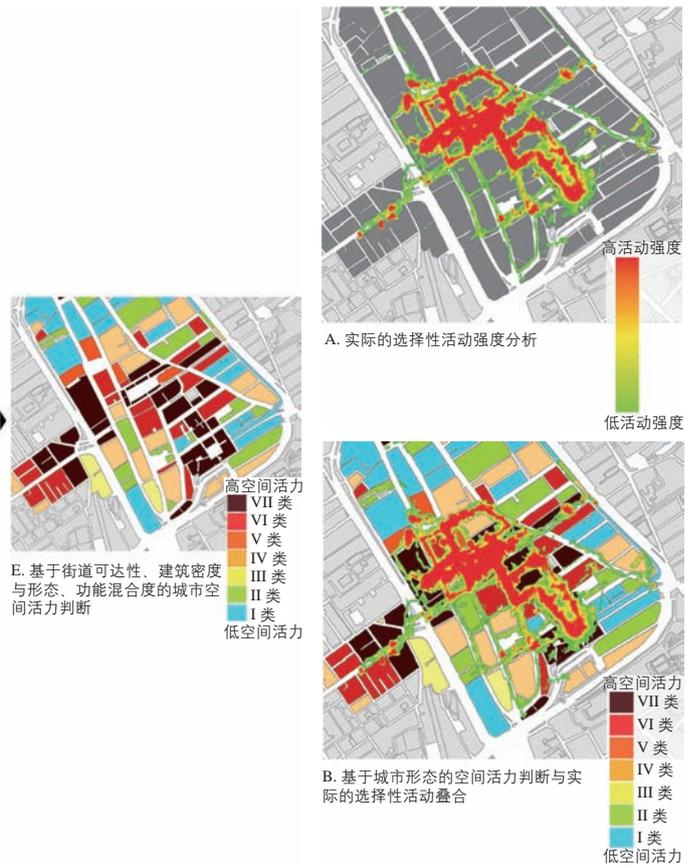 高活动强度
A. 实际的选择性活动强度分析
低活动强度
高空间活力
VII 类
VI 类
V 类
IV 类
III 类
II 类
I 类
低空间活力
E. 基于街道可达性、建筑密度
与形态、功能混合度的城市空
间活力判断
高空间活力
VII 类
VI 类
V 类
IV 类
III 类
II 类
I 类
低空间活力
B. 基于城市形态的空间活力判断与实
际的选择性活动叠合